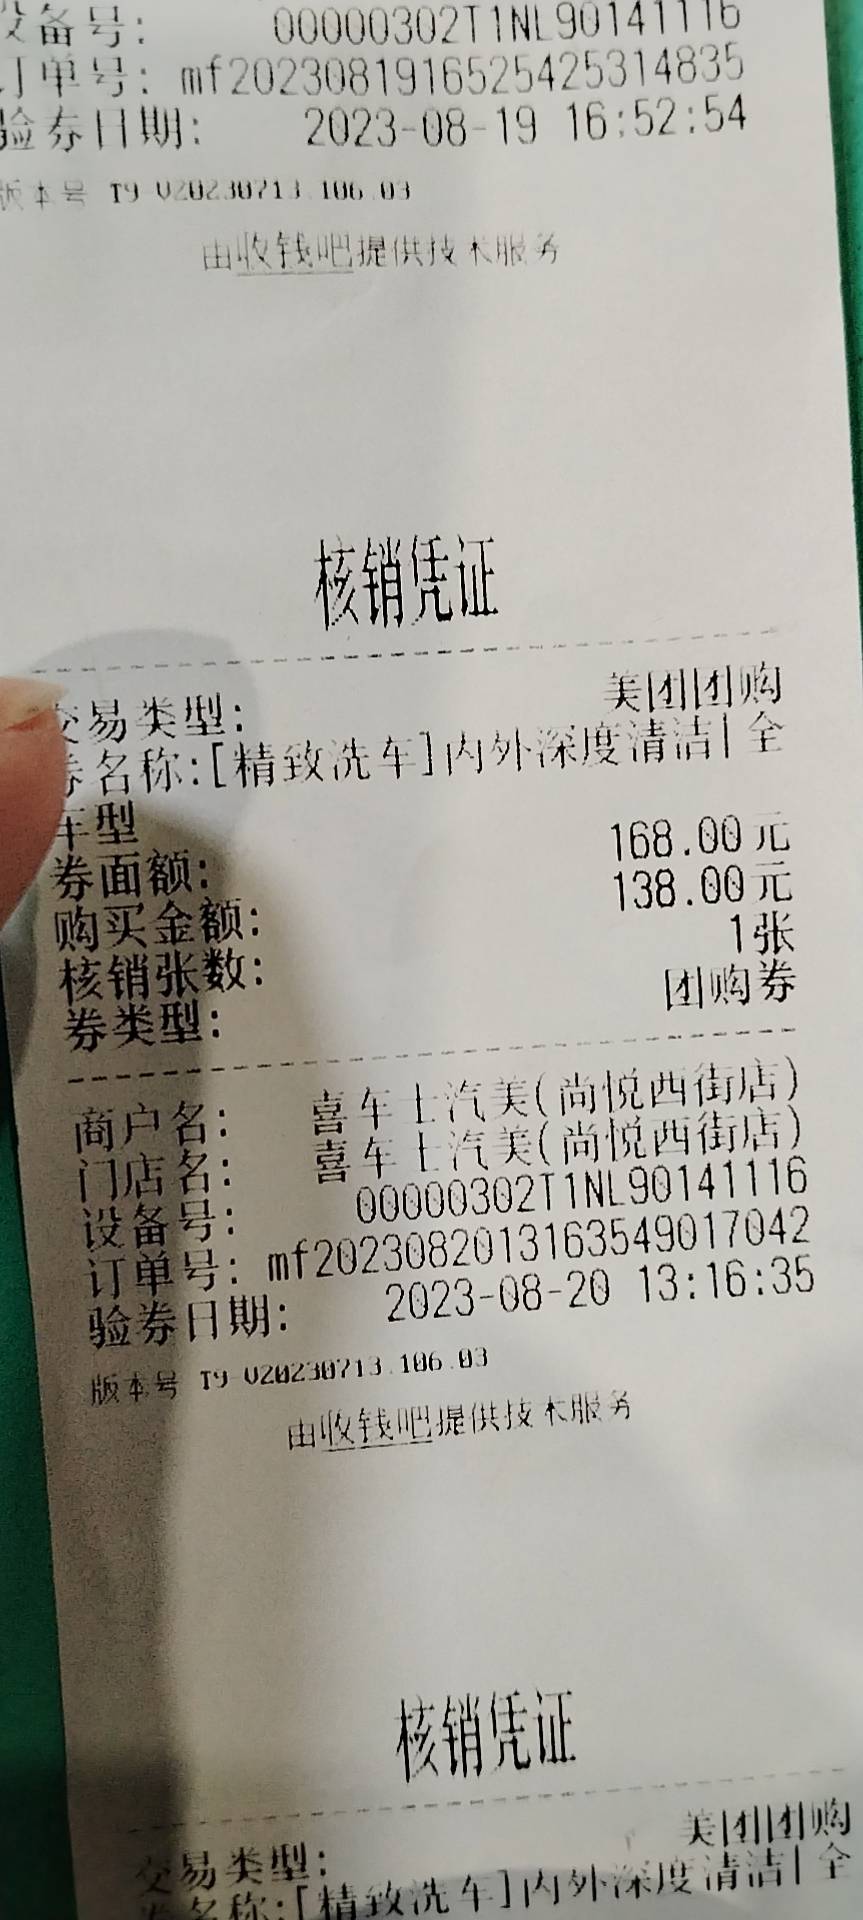 设备号: 00000302T1NL90141116
订单号: mf20230819165254253​14835
验券日期: 2023-08-19 16:52:54
版本号 T9-V20230713.106.03
由收钱吧提供技术服务
核销凭证
交易类型: 美团团购
券名称:[精致洗车]内外深度清洁|全
车型
券面额: 168.00元
购买金额: 138.00元
核销张数: 1张
券类型: 团购券
商户名: 喜车士汽美(尚悦西街店)
门店名: 喜车士汽美(尚悦西街店)
设备号: 00000302T1NL90141116
订单号: mf2023082013163549017042
验券日期: 2023-08-20 13:16:35
版本号 T9-V20230713.106.03
由收钱吧提供技术服务
核销凭证
交易类型: 美团团购
券名称:[精致洗车]内外深度清洁|全